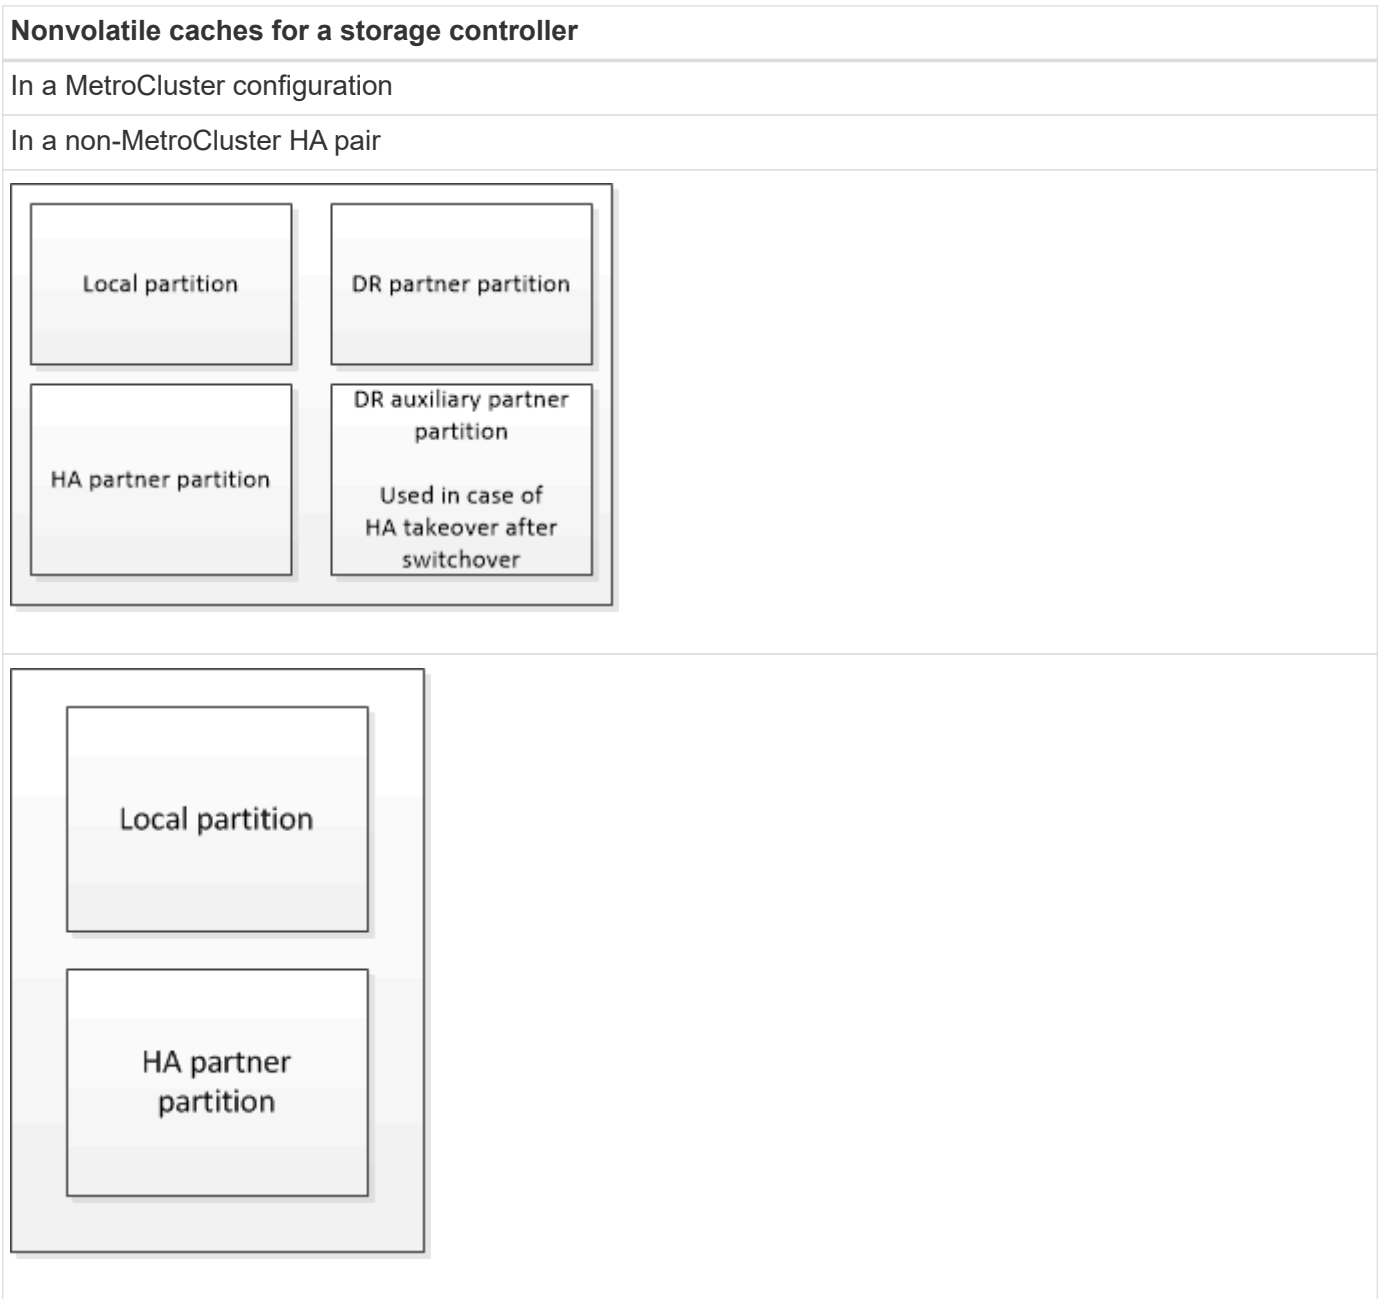 Nonvolatile caches for a storage controller
In a MetroCluster configuration
In a non-MetroCluster HA pair
Local partition
DR partner partition
HA partner partition
DR auxiliary partner
partition
Used in case of
HA takeover after
switchover
Local partition
HA partner
partition